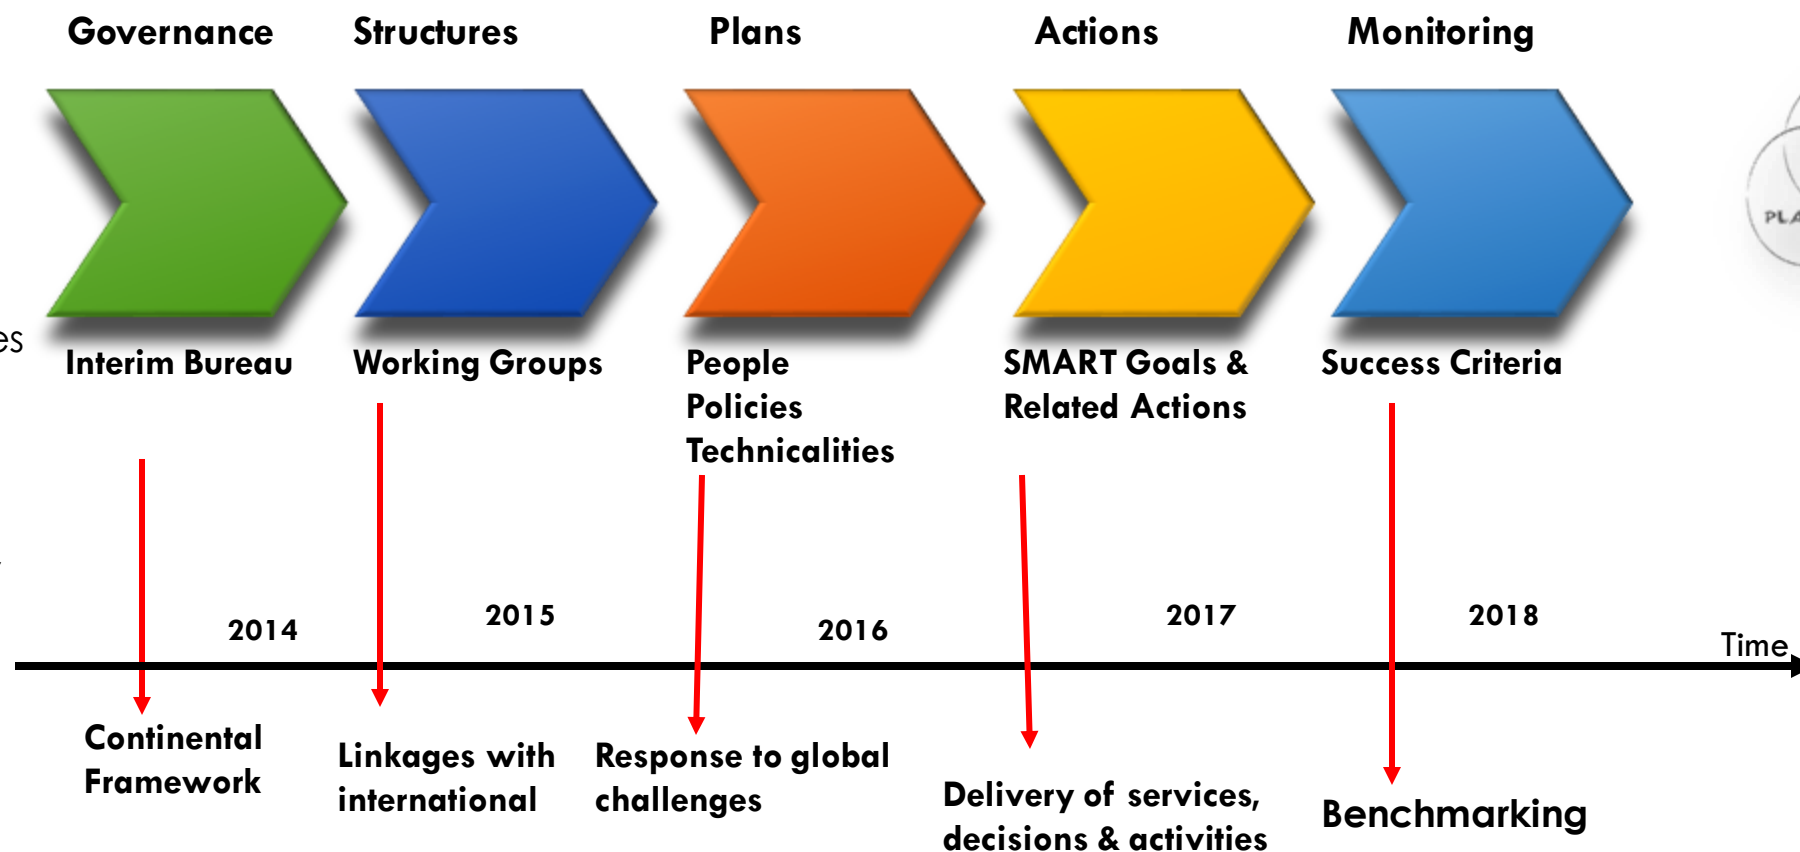 Governance
Structures
Plans
Actions
Monitoring
es
Interim Bureau
Working Groups
People
Policies
Technicalities
SMART Goals &
Related Actions
Success Criteria
2014
2015
2016
2017
2018
Time
Continental
Framework
Linkages with
international
Response to global
challenges
Delivery of services,
decisions & activities
Benchmarking